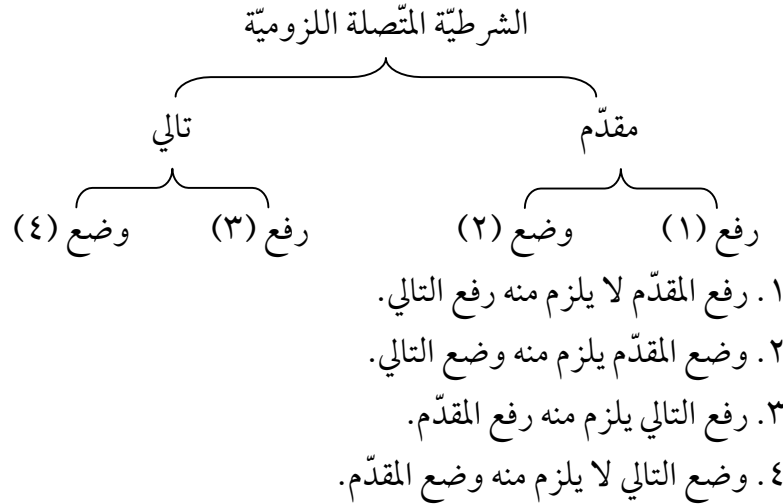 الشرطيّة المتّصلة اللزوميّة
مقدّم تالي
رفع (١) وضع (٢) رفع (٣) وضع (٤)
١. رفع المقدّم لا يلزم منه رفع التالي.
٢. وضع المقدّم يلزم منه وضع التالي.
٣. رفع التالي يلزم منه رفع المقدّم.
٤. وضع التالي لا يلزم منه وضع المقدّم.